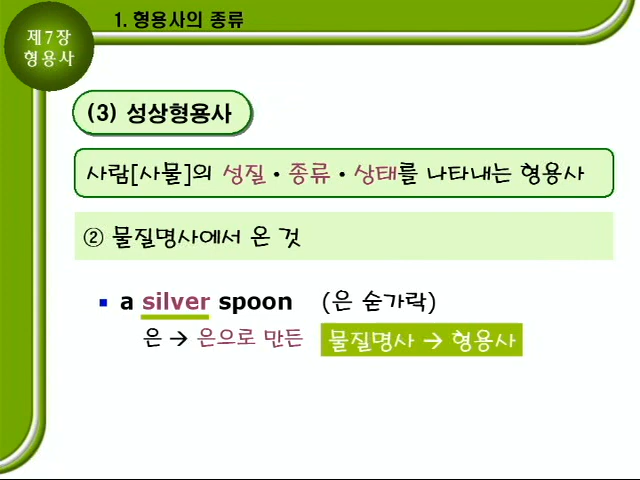 1. 형용사의 종류
제7장
형용사
(3) 성상형용사
사람[사물]의 성질·종류·상태를 나타내는 형용사
② 물질명사에서 온 것
▪ a silver spoon (은 숟가락)
은 → 은으로 만든 물질명사 → 형용사